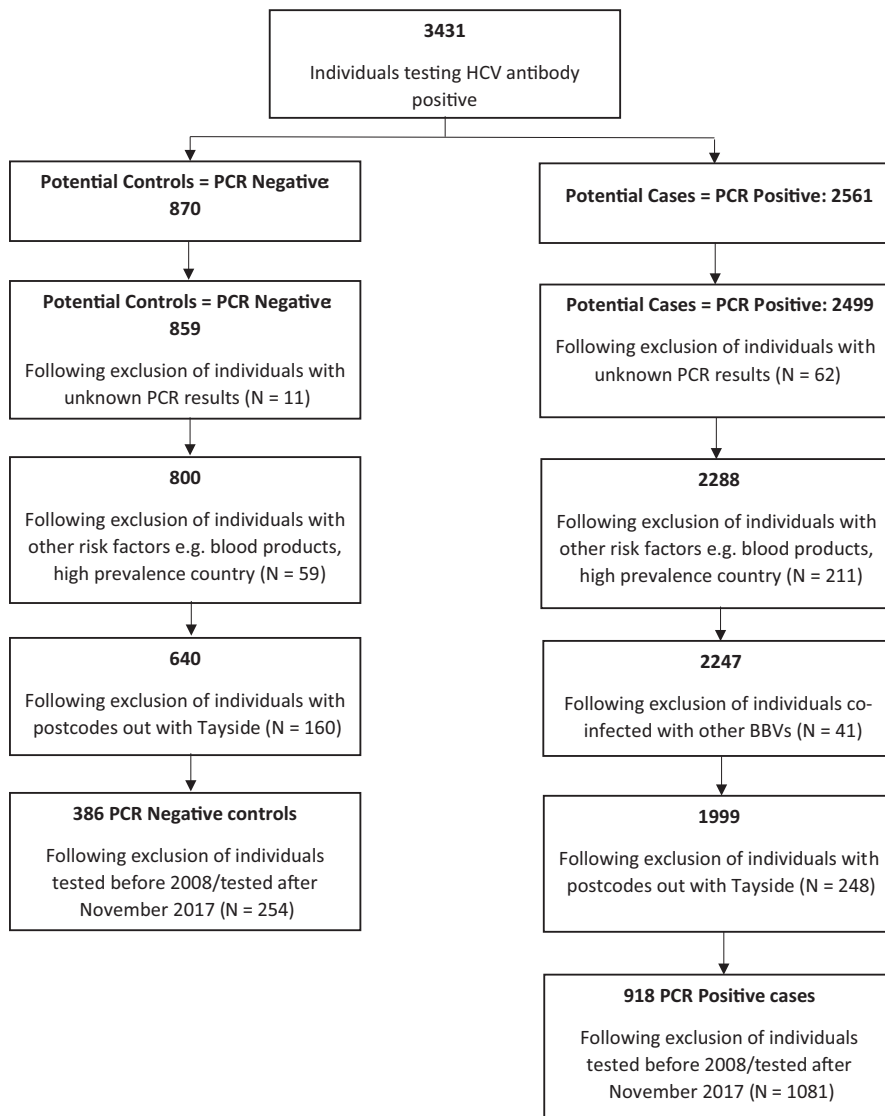 3431
Individuals testing HCV antibody
positive
Potential Controls = PCR Negative:
870
Potential Cases = PCR Positive: 2561
Potential Controls = PCR Negative:
859
Following exclusion of individuals with
unknown PCR results (N = 11)
Potential Cases = PCR Positive: 2499
Following exclusion of individuals with
unknown PCR results (N = 62)
800
Following exclusion of individuals with
other risk factors e.g. blood products,
high prevalence country (N = 59)
2288
Following exclusion of individuals with
other risk factors e.g. blood products,
high prevalence country (N = 211)
640
Following exclusion of individuals with
postcodes out with Tayside (N = 160)
2247
Following exclusion of individuals co-
infected with other BBVs (N = 41)
386 PCR Negative controls
Following exclusion of individuals
tested before 2008/tested after
November 2017 (N = 254)
1999
Following exclusion of individuals with
postcodes out with Tayside (N = 248)
918 PCR Positive cases
Following exclusion of individuals
tested before 2008/tested after
November 2017 (N = 1081)